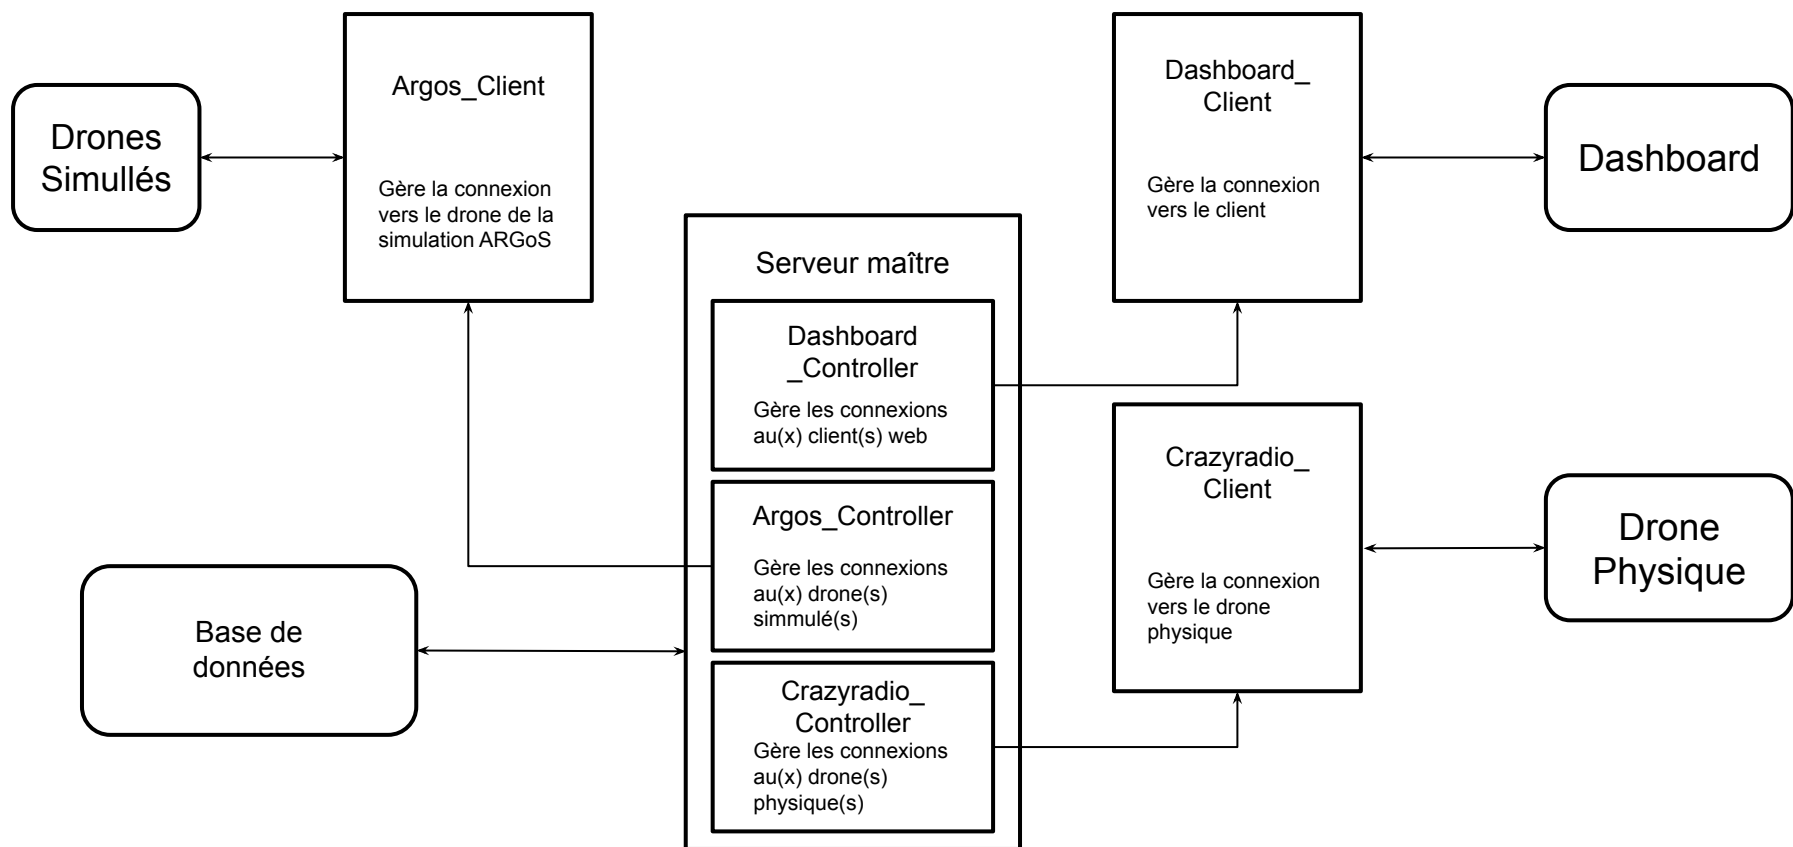 Drones
Simullés
Argos_Client
Gère la connexion
vers le drone de la
simulation ARGoS
Dashboard_
Client
Gère la connexion
vers le client
Dashboard
Serveur maître
Dashboard
_Controller
Gère les connexions
au(x) client(s) web
Argos_Controller
Gère les connexions
au(x) drone(s)
simmulé(s)
Crazyradio_
Controller
Gère les connexions
au(x) drone(s)
physique(s)
Crazyradio_
Client
Gère la connexion
vers le drone
physique
Drone
Physique
Base de
données